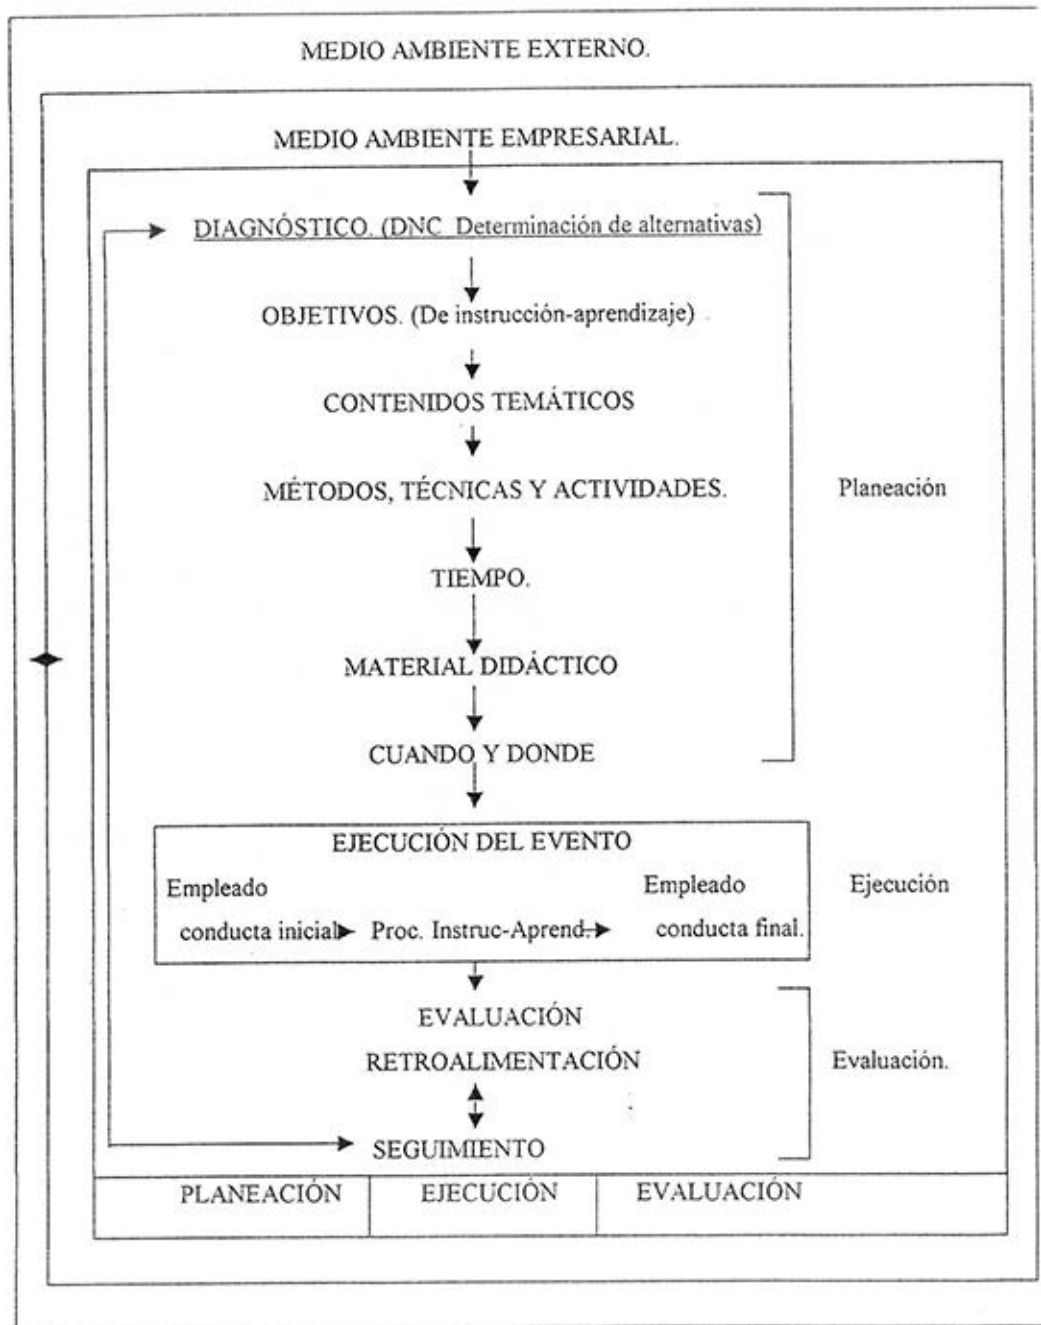 MEDIO AMBIENTE EXTERNO.
MEDIO AMBIENTE EMPRESARIAL.
DIAGNÓSTICO. (DNC Determinación de alternativas)
OBJETIVOS. (De instrucción-aprendizaje)
CONTENIDOS TEMÁTICOS
MÉTODOS, TÉCNICAS Y ACTIVIDADES.
Planeación
TIEMPO.
MATERIAL DIDÁCTICO
CUANDO Y DONDE
EJECUCIÓN DEL EVENTO
Empleado Empleado Ejecución
conducta inicial Proc. Instruc-Aprend. conducta final.
EVALUACIÓN
RETROALIMENTACIÓN Evaluación.
SEGUIMIENTO
PLANEACIÓN EJECUCIÓN EVALUACIÓN